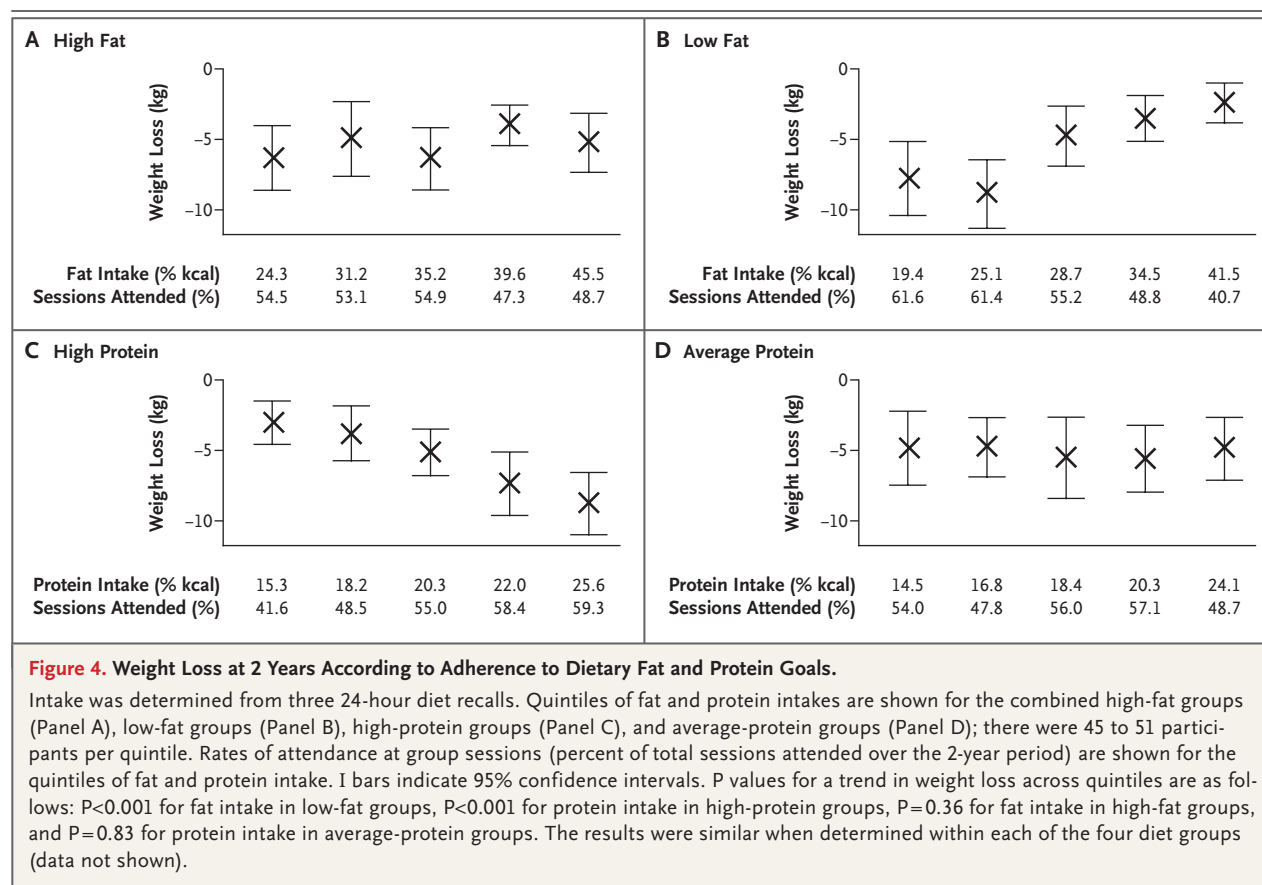 A High Fat
Weight Loss (kg)
0
−5
−10
Fat Intake (% kcal) 24.3 31.2 35.2 39.6 45.5
Sessions Attended (%) 54.5 53.1 54.9 47.3 48.7
B Low Fat
Weight Loss (kg)
0
−5
−10
Fat Intake (% kcal) 19.4 25.1 28.7 34.5 41.5
Sessions Attended (%) 61.6 61.4 55.2 48.8 40.7
C High Protein
Weight Loss (kg)
0
−5
−10
Protein Intake (% kcal) 15.3 18.2 20.3 22.0 25.6
Sessions Attended (%) 41.6 48.5 55.0 58.4 59.3
D Average Protein
Weight Loss (kg)
0
−5
−10
Protein Intake (% kcal) 14.5 16.8 18.4 20.3 24.1
Sessions Attended (%) 54.0 47.8 56.0 57.1 48.7
Figure 4. Weight Loss at 2 Years According to Adherence to Dietary Fat and Protein Goals.
Intake was determined from three 24-hour diet recalls. Quintiles of fat and protein intakes are shown for the combined high-fat groups
(Panel A), low-fat groups (Panel B), high-protein groups (Panel C), and average-protein groups (Panel D); there were 45 to 51 partici-
pants per quintile. Rates of attendance at group sessions (percent of total sessions attended over the 2-year period) are shown for the
quintiles of fat and protein intake. I bars indicate 95% confidence intervals. P values for a trend in weight loss across quintiles are as fol-
lows: P<0.001 for fat intake in low-fat groups, P<0.001 for protein intake in high-protein groups, P=0.36 for fat intake in high-fat groups,
and P=0.83 for protein intake in average-protein groups. The results were similar when determined within each of the four diet groups
(data not shown).